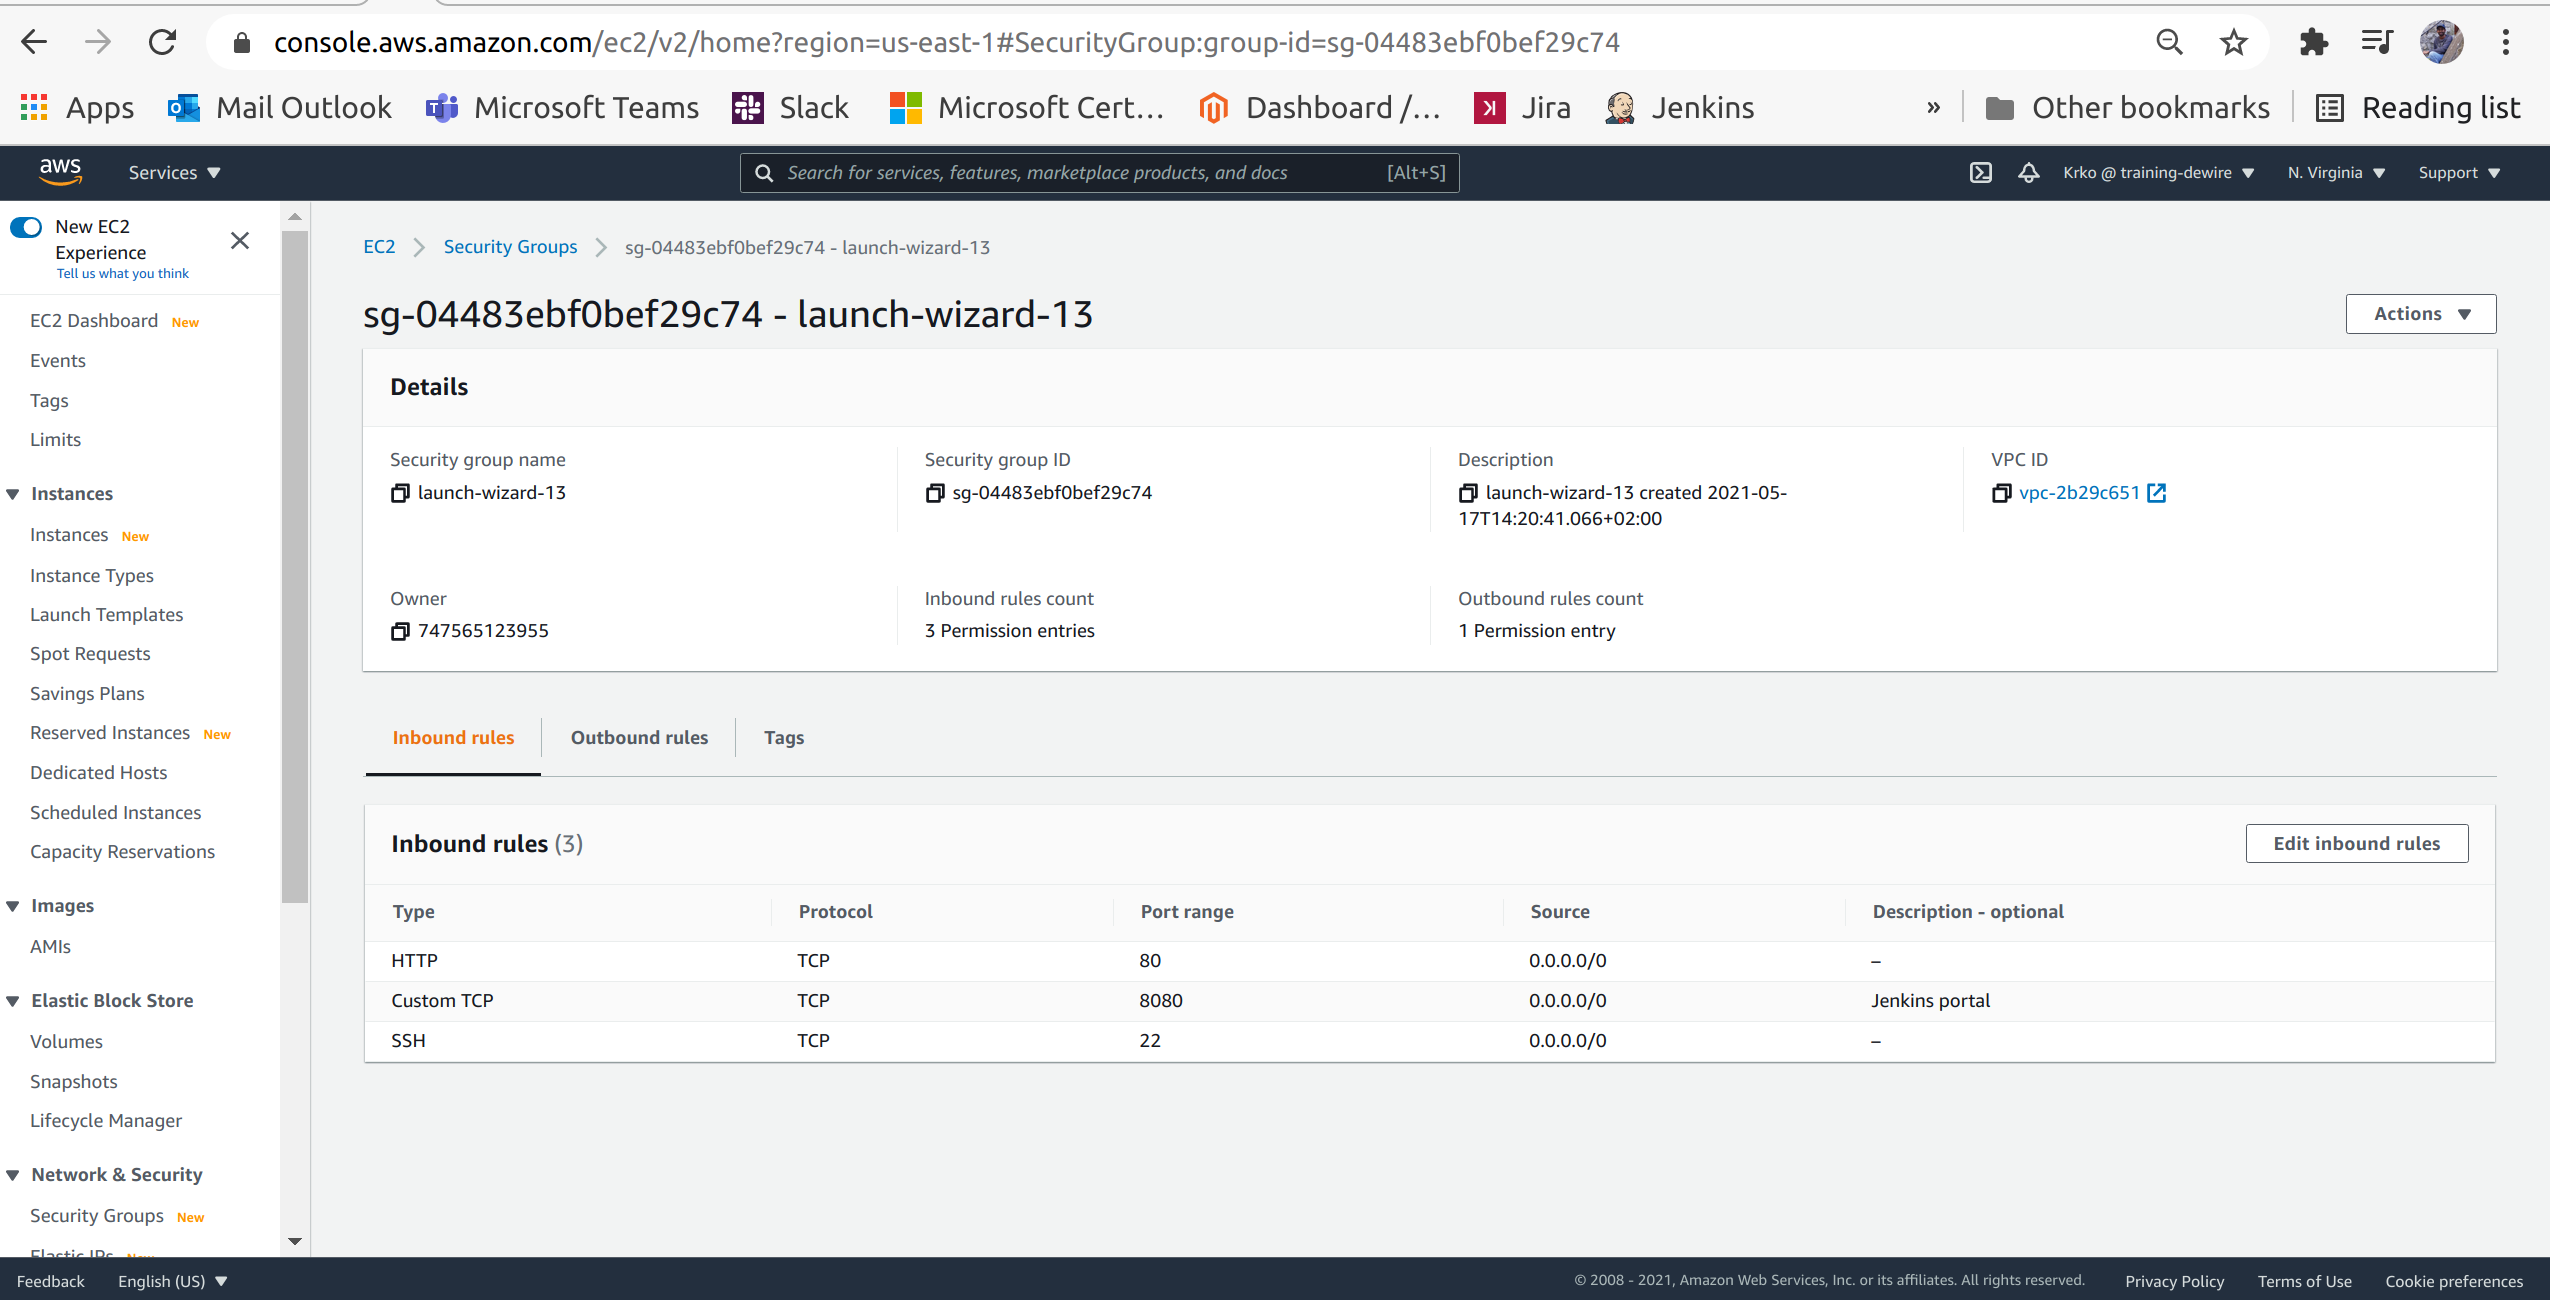 console.aws.amazon.com/ec2/v2/home?region=us-east-1#SecurityGroup:group-id=sg-04483ebf0bef29c74
Apps Mail Outlook Microsoft Teams Slack Microsoft Cert… Dashboard /… Jira Jenkins » Other bookmarks Reading list
aws Services Search for services, features, marketplace products, and docs [Alt+S] Krko @ training-dewire N. Virginia Support
New EC2
Experience
Tell us what you think
EC2 Dashboard New
Events
Tags
Limits
Instances
Instances New
Instance Types
Launch Templates
Spot Requests
Savings Plans
Reserved Instances New
Dedicated Hosts
Scheduled Instances
Capacity Reservations
Images
AMIs
Elastic Block Store
Volumes
Snapshots
Lifecycle Manager
Network & Security
Security Groups New
Elastic IPs New
EC2 Security Groups sg-04483ebf0bef29c74 - launch-wizard-13
sg-04483ebf0bef29c74 - launch-wizard-13
Actions
Details
Security group name
launch-wizard-13
Security group ID
sg-04483ebf0bef29c74
Description
launch-wizard-13 created 2021-05-
17T14:20:41.066+02:00
VPC ID
vpc-2b29c651
Owner
747565123955
Inbound rules count
3 Permission entries
Outbound rules count
1 Permission entry
Inbound rules Outbound rules Tags
Inbound rules (3)
Edit inbound rules
Type Protocol Port range Source Description - optional
HTTP TCP 80 0.0.0.0/0 –
Custom TCP TCP 8080 0.0.0.0/0 Jenkins portal
SSH TCP 22 0.0.0.0/0 –
Feedback English (US) © 2008 - 2021, Amazon Web Services, Inc. or its affiliates. All rights reserved. Privacy Policy Terms of Use Cookie preferences